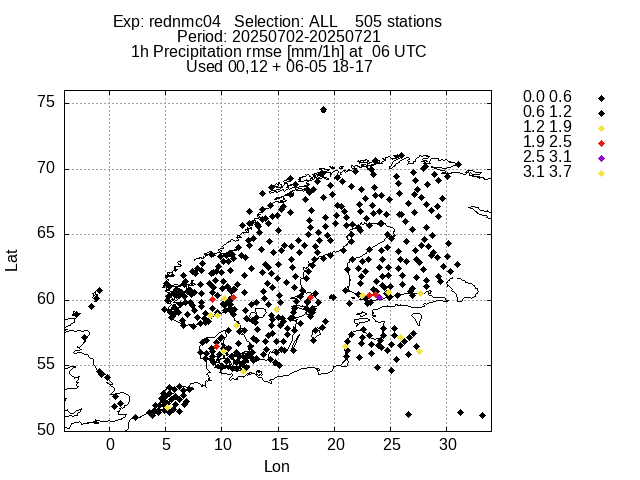 Exp: rednmc04   Selection: ALL    505 stations
Period: 20250702-20250721
1h Precipitation rmse [mm/1h] at  06 UTC
Used 00,12 + 06-05 18-17
0.0 0.6
0.6 1.2
1.2 1.9
1.9 2.5
2.5 3.1
3.1 3.7
75
70
65
60
55
50
Lat
0 5 10 15 20 25 30
Lon